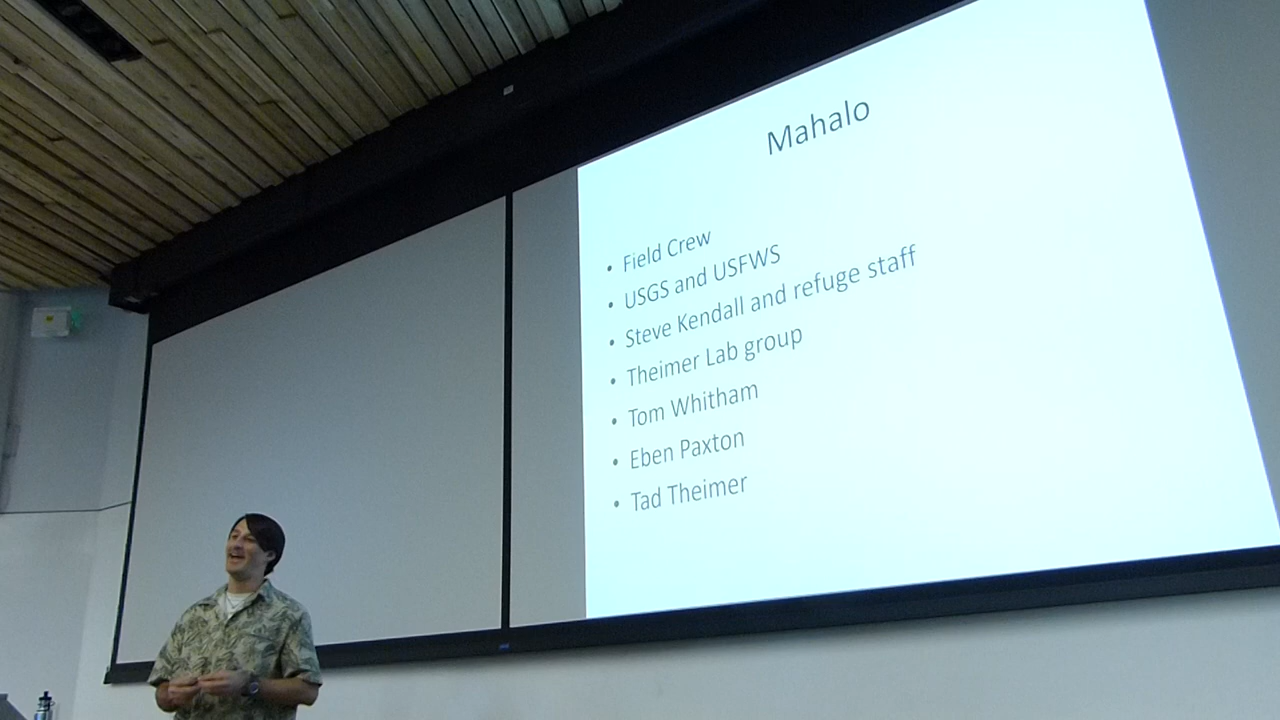 Mahalo
• Field Crew
• USGS and USFWS
• Steve Kendall and refuge staff
• Theimer Lab group
• Tom Whitham
• Eben Paxton
• Tad Theimer